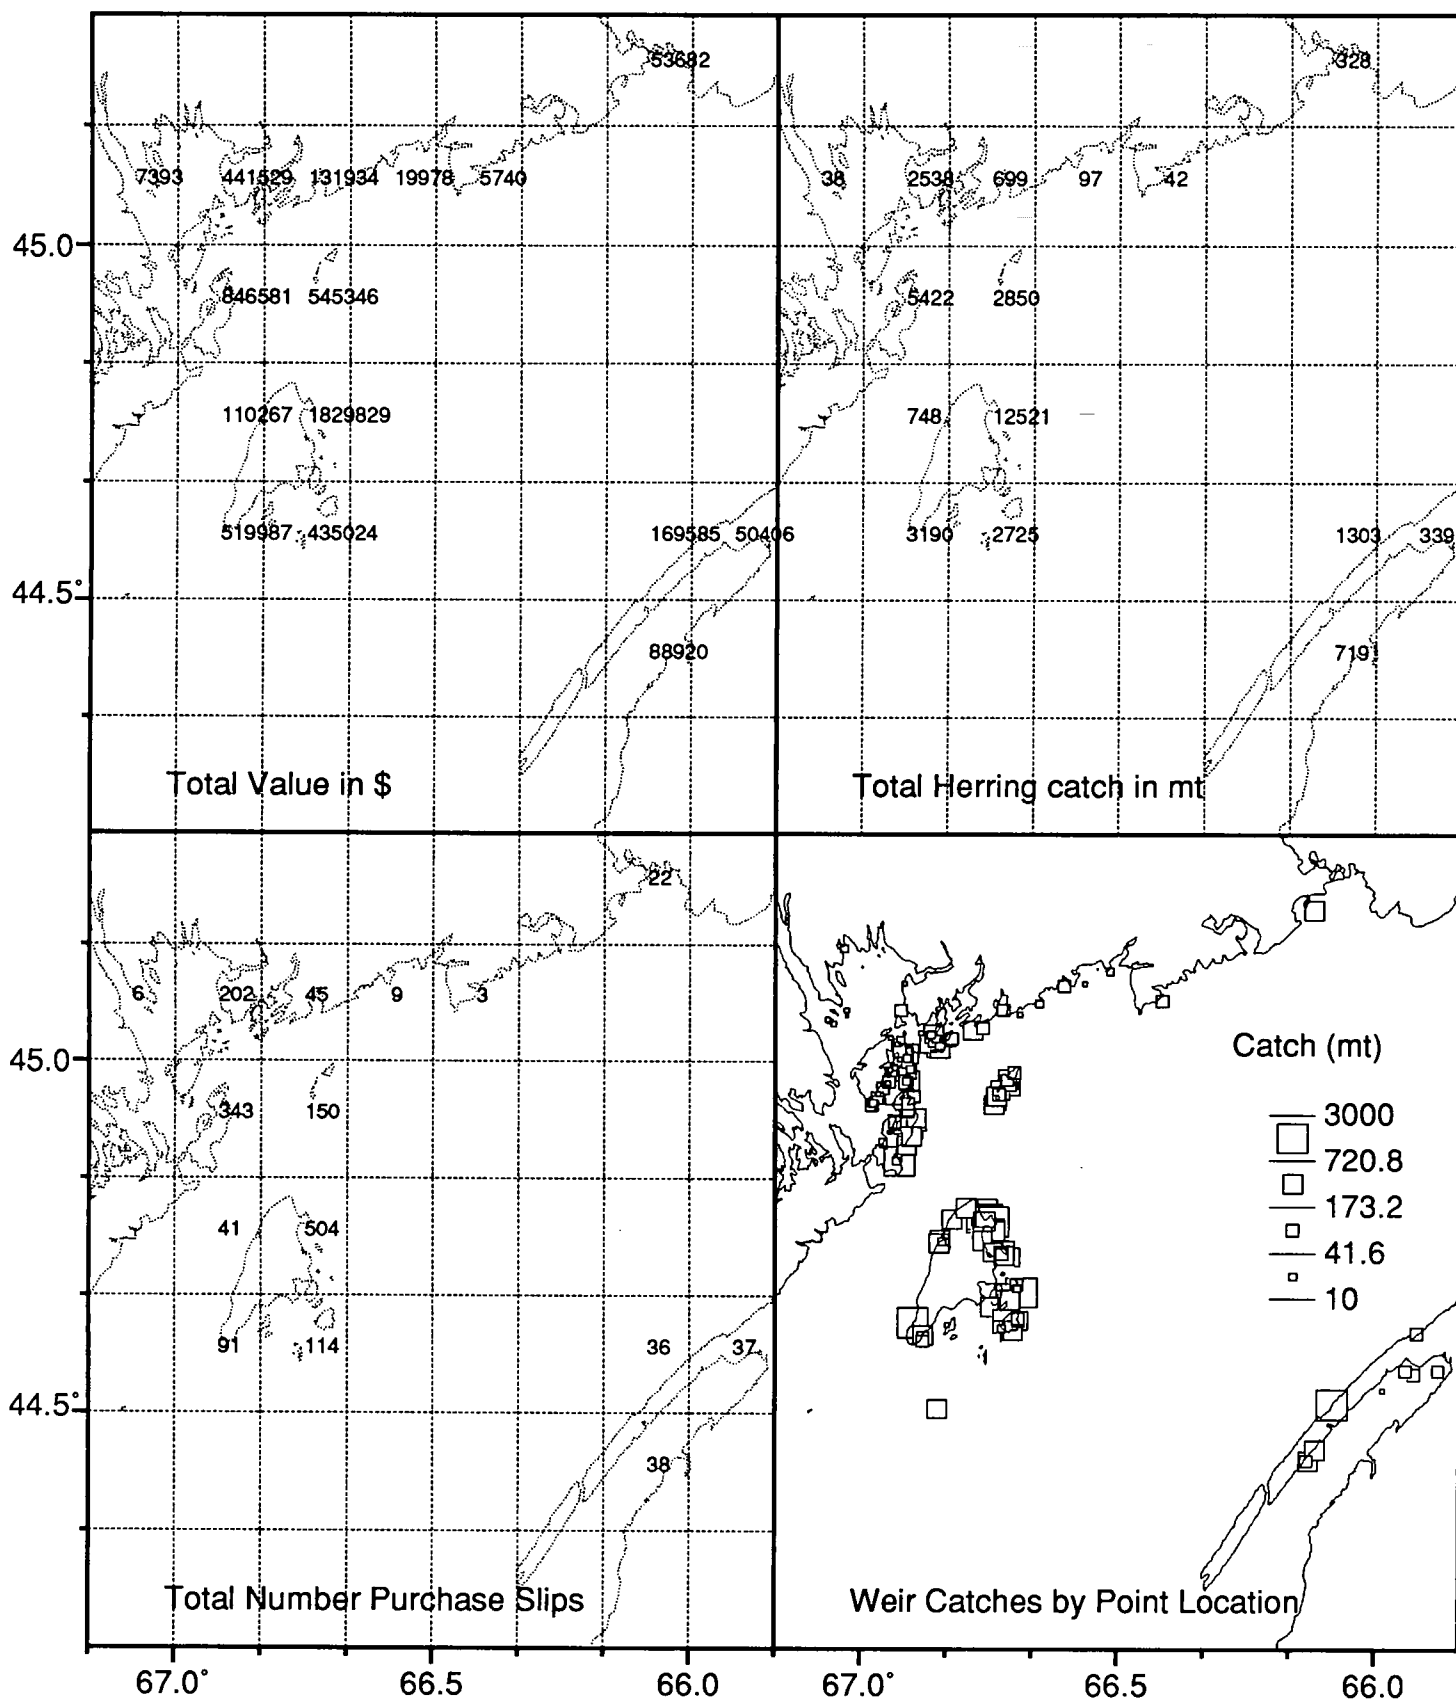 53682
7393 441529 131934 19978 5740
45.0
846581 545346
110267 1829829
519987 435024 169585 50406
44.5°
88920
Total Value in $
328
38 2538 699 97 42
5422 2850
748 12521
3190 2725 1303 339
719
Total Herring catch in mt
22
6 202 45 9 3
45.0
343 150
41 504
91 114 36 37
44.5°
38
Total Number Purchase Slips
67.0° 66.5 66.0
Catch (mt)
3000
720.8
173.2
41.6
10
Weir Catches by Point Location
67.0° 66.5 66.0